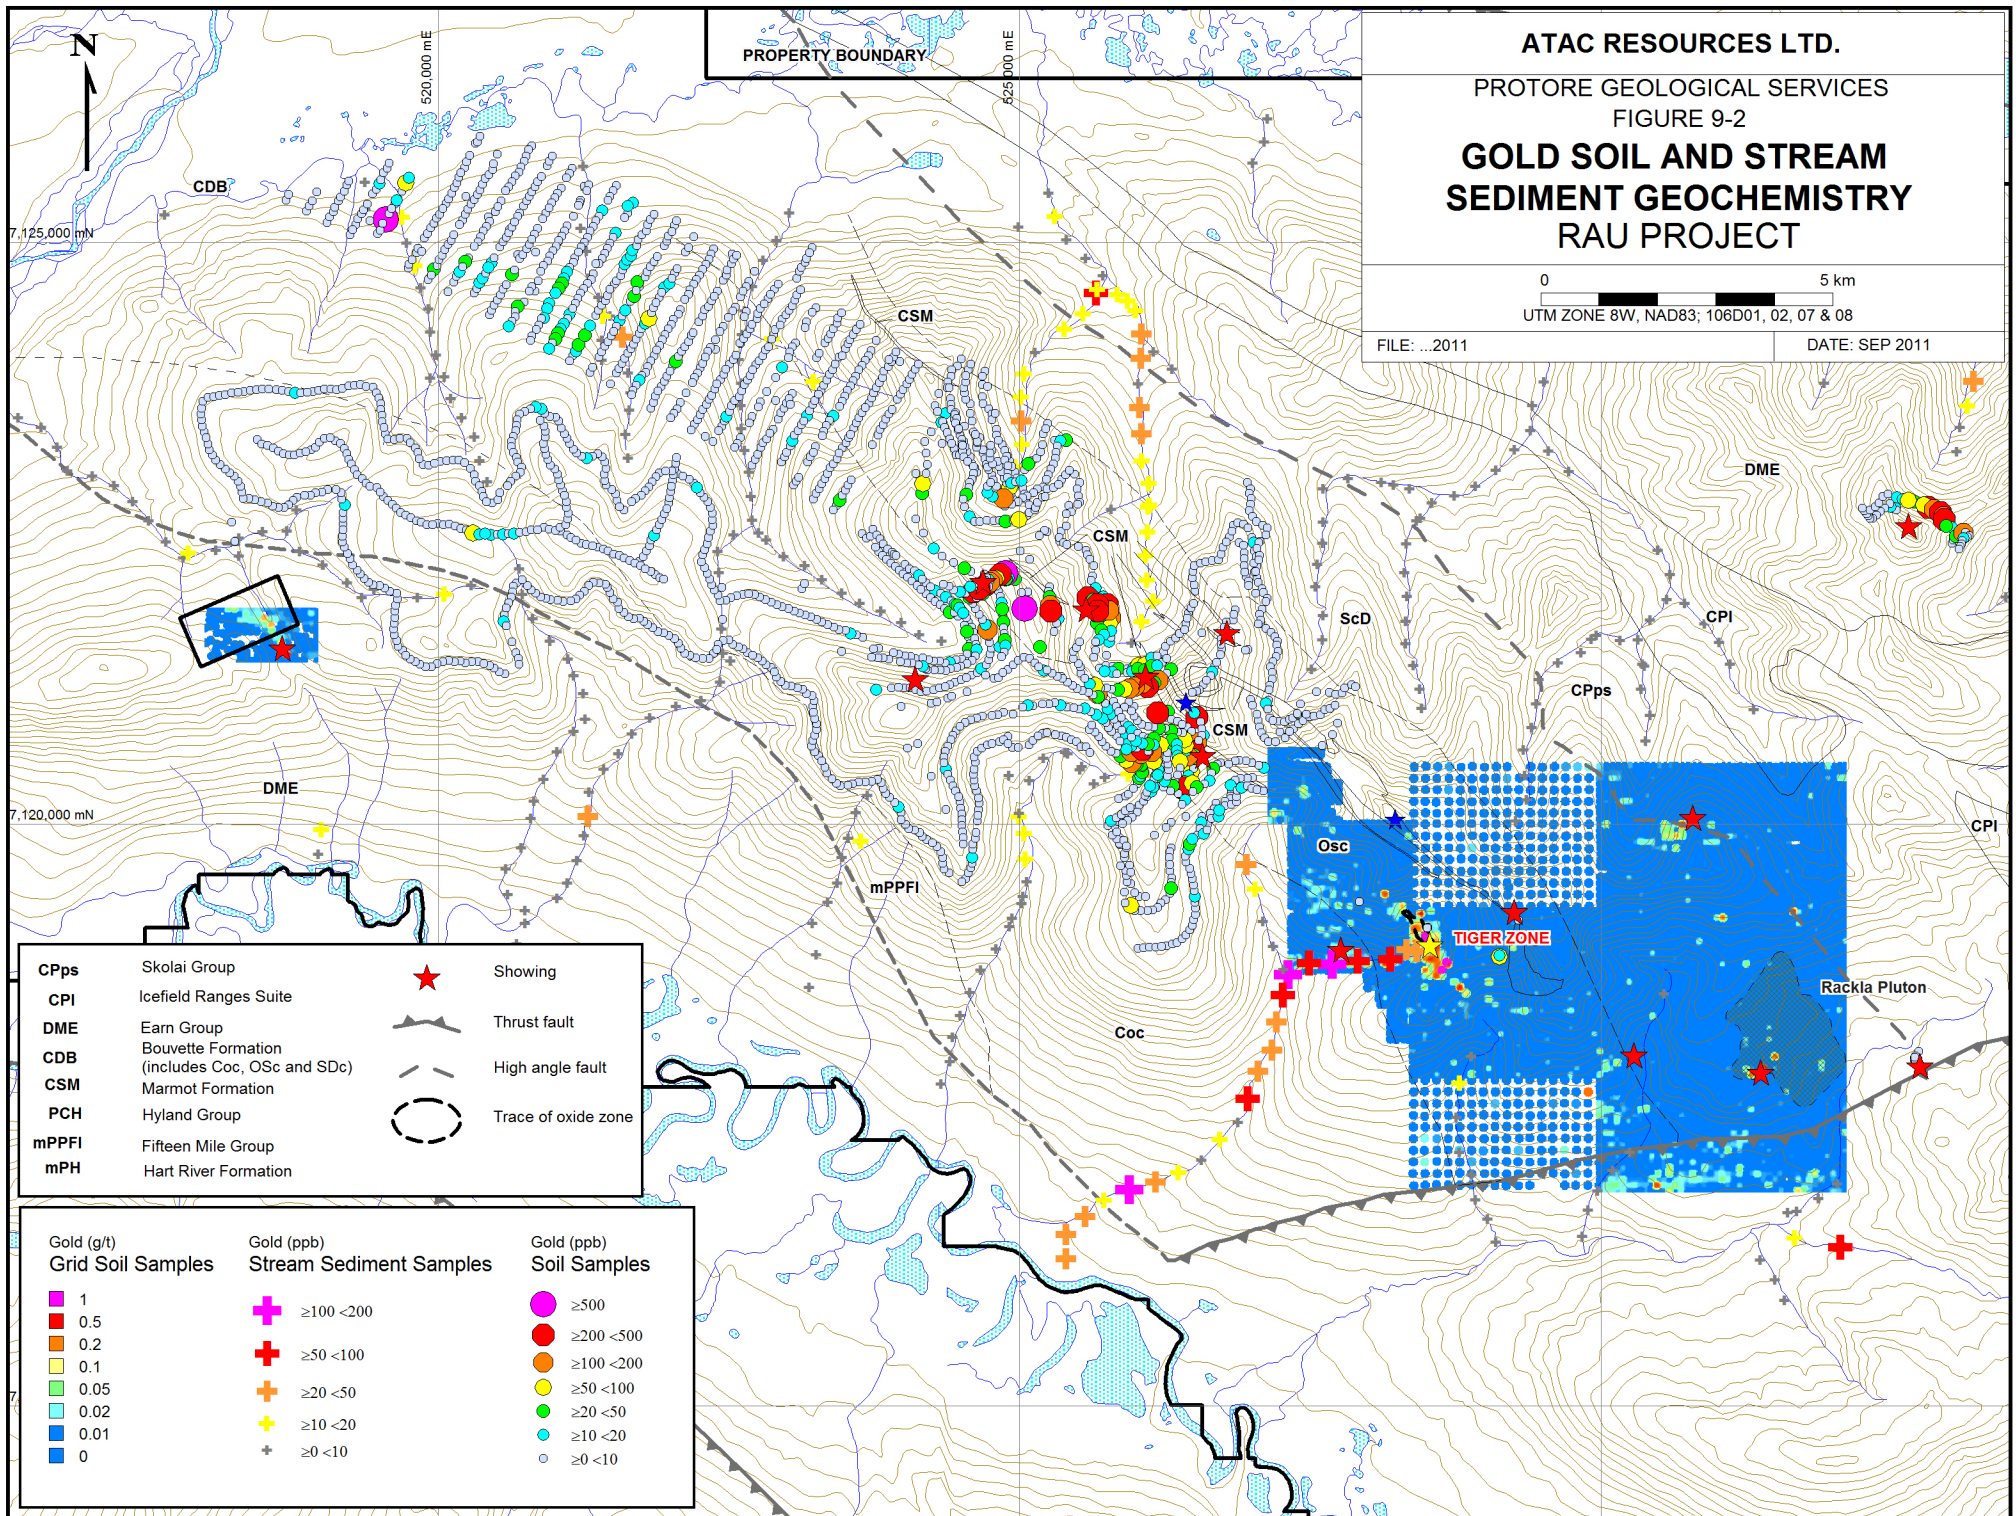 N
520,000 mE
525,000 mE
PROPERTY BOUNDARY
ATAC RESOURCES LTD.
PROTORE GEOLOGICAL SERVICES
FIGURE 9-2
GOLD SOIL AND STREAM
SEDIMENT GEOCHEMISTRY
RAU PROJECT
0 5 km
UTM ZONE 8W, NAD83; 106D01, 02, 07 & 08
FILE: ...2011
DATE: SEP 2011
CDB
7,125,000 mN
CSM
DME
CSM
ScD
CPI
CPps
CSM
DME
7,120,000 mN
CPI
Osc
mPPFI
TIGER ZONE
Rackla Pluton
Coc
CPps Skolai Group
CPI Icefield Ranges Suite
DME Earn Group
CDB Bouvette Formation
(includes Coc, OSc and SDc)
CSM Marmot Formation
PCH Hyland Group
mPPFI Fifteen Mile Group
mPH Hart River Formation
Showing
Thrust fault
High angle fault
Trace of oxide zone
7,
Gold (g/t)
Grid Soil Samples
1
0.5
0.2
0.1
0.05
0.02
0.01
0
Gold (ppb)
Stream Sediment Samples
≥100 <200
≥50 <100
≥20 <50
≥10 <20
≥0 <10
Gold (ppb)
Soil Samples
≥500
≥200 <500
≥100 <200
≥50 <100
≥20 <50
≥10 <20
≥0 <10